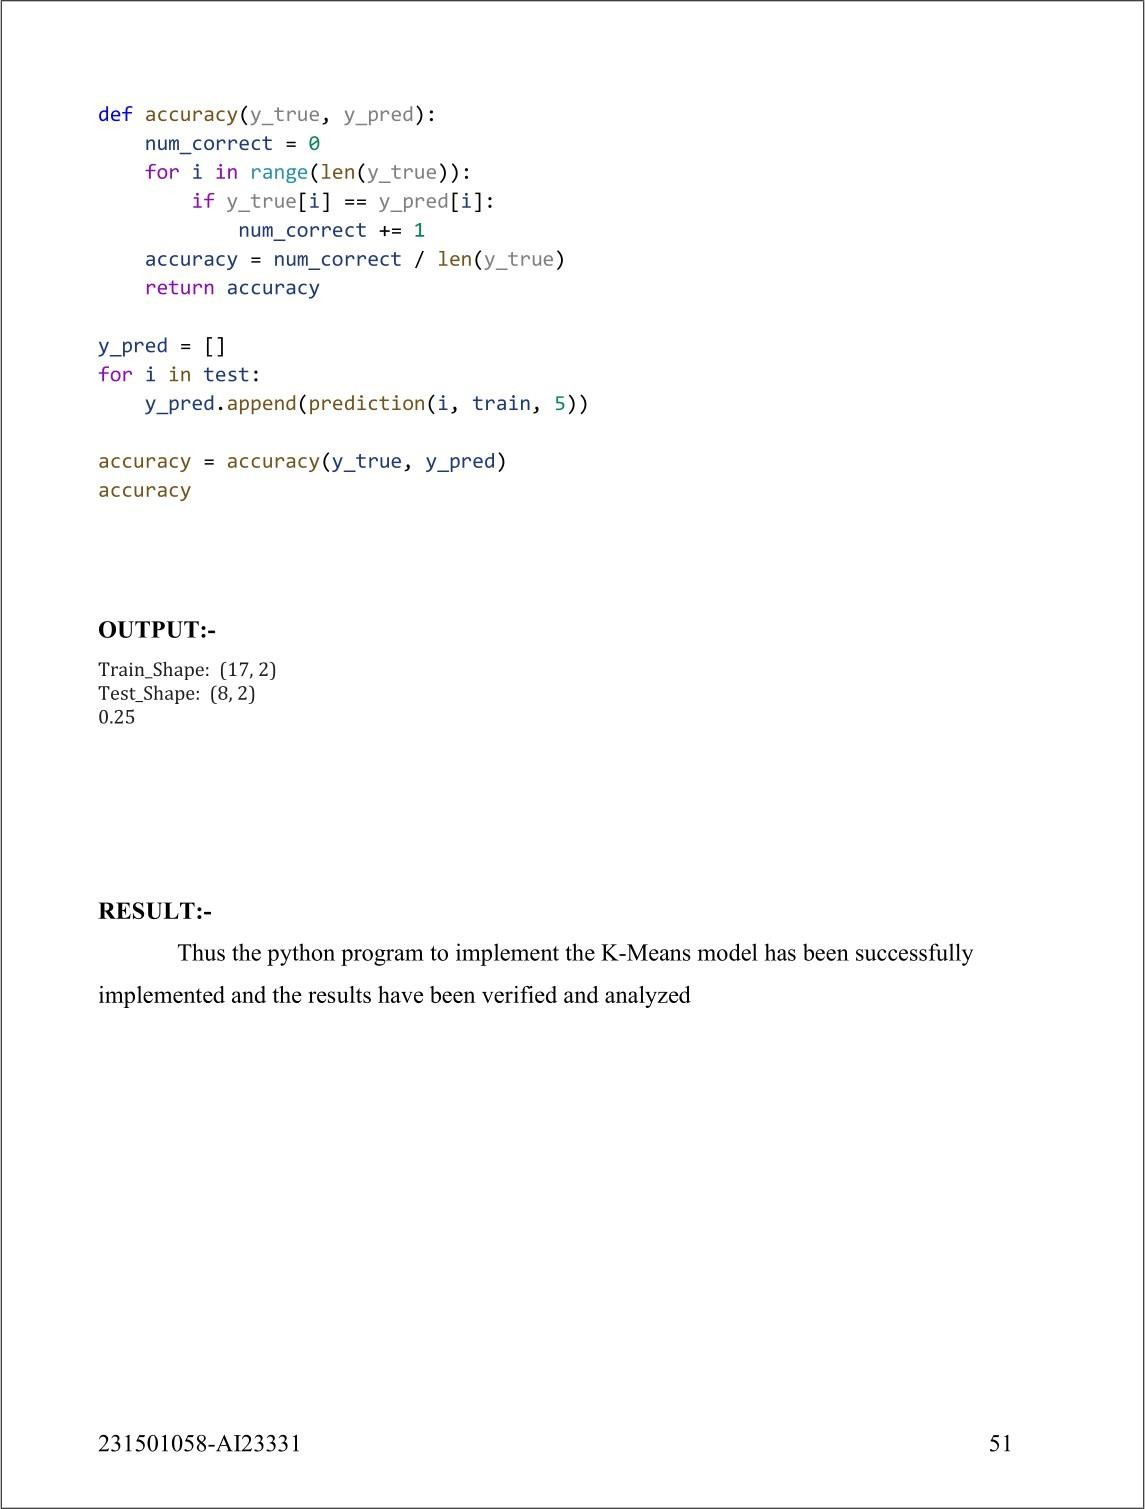 def accuracy(y_true, y_pred):
    num_correct = 0
    for i in range(len(y_true)):
        if y_true[i] == y_pred[i]:
            num_correct += 1
    accuracy = num_correct / len(y_true)
    return accuracy

y_pred = []
for i in test:
    y_pred.append(prediction(i, train, 5))

accuracy = accuracy(y_true, y_pred)
accuracy

OUTPUT:-
Train_Shape:  (17, 2)
Test_Shape:  (8, 2)
0.25

RESULT:-
Thus the python program to implement the K-Means model has been successfully
implemented and the results have been verified and analyzed

231501058-AI23331 51